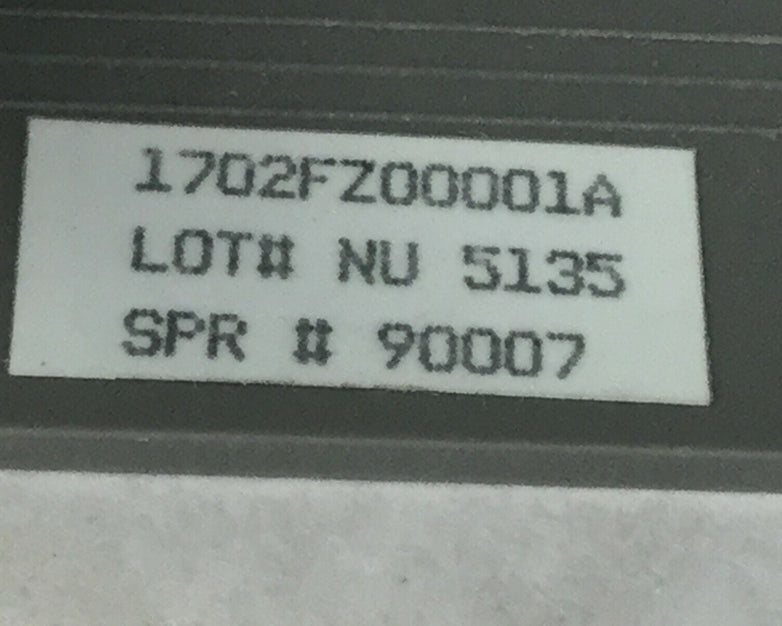 1702FZ00001A
LOT# NU 5135
SPR # 90007